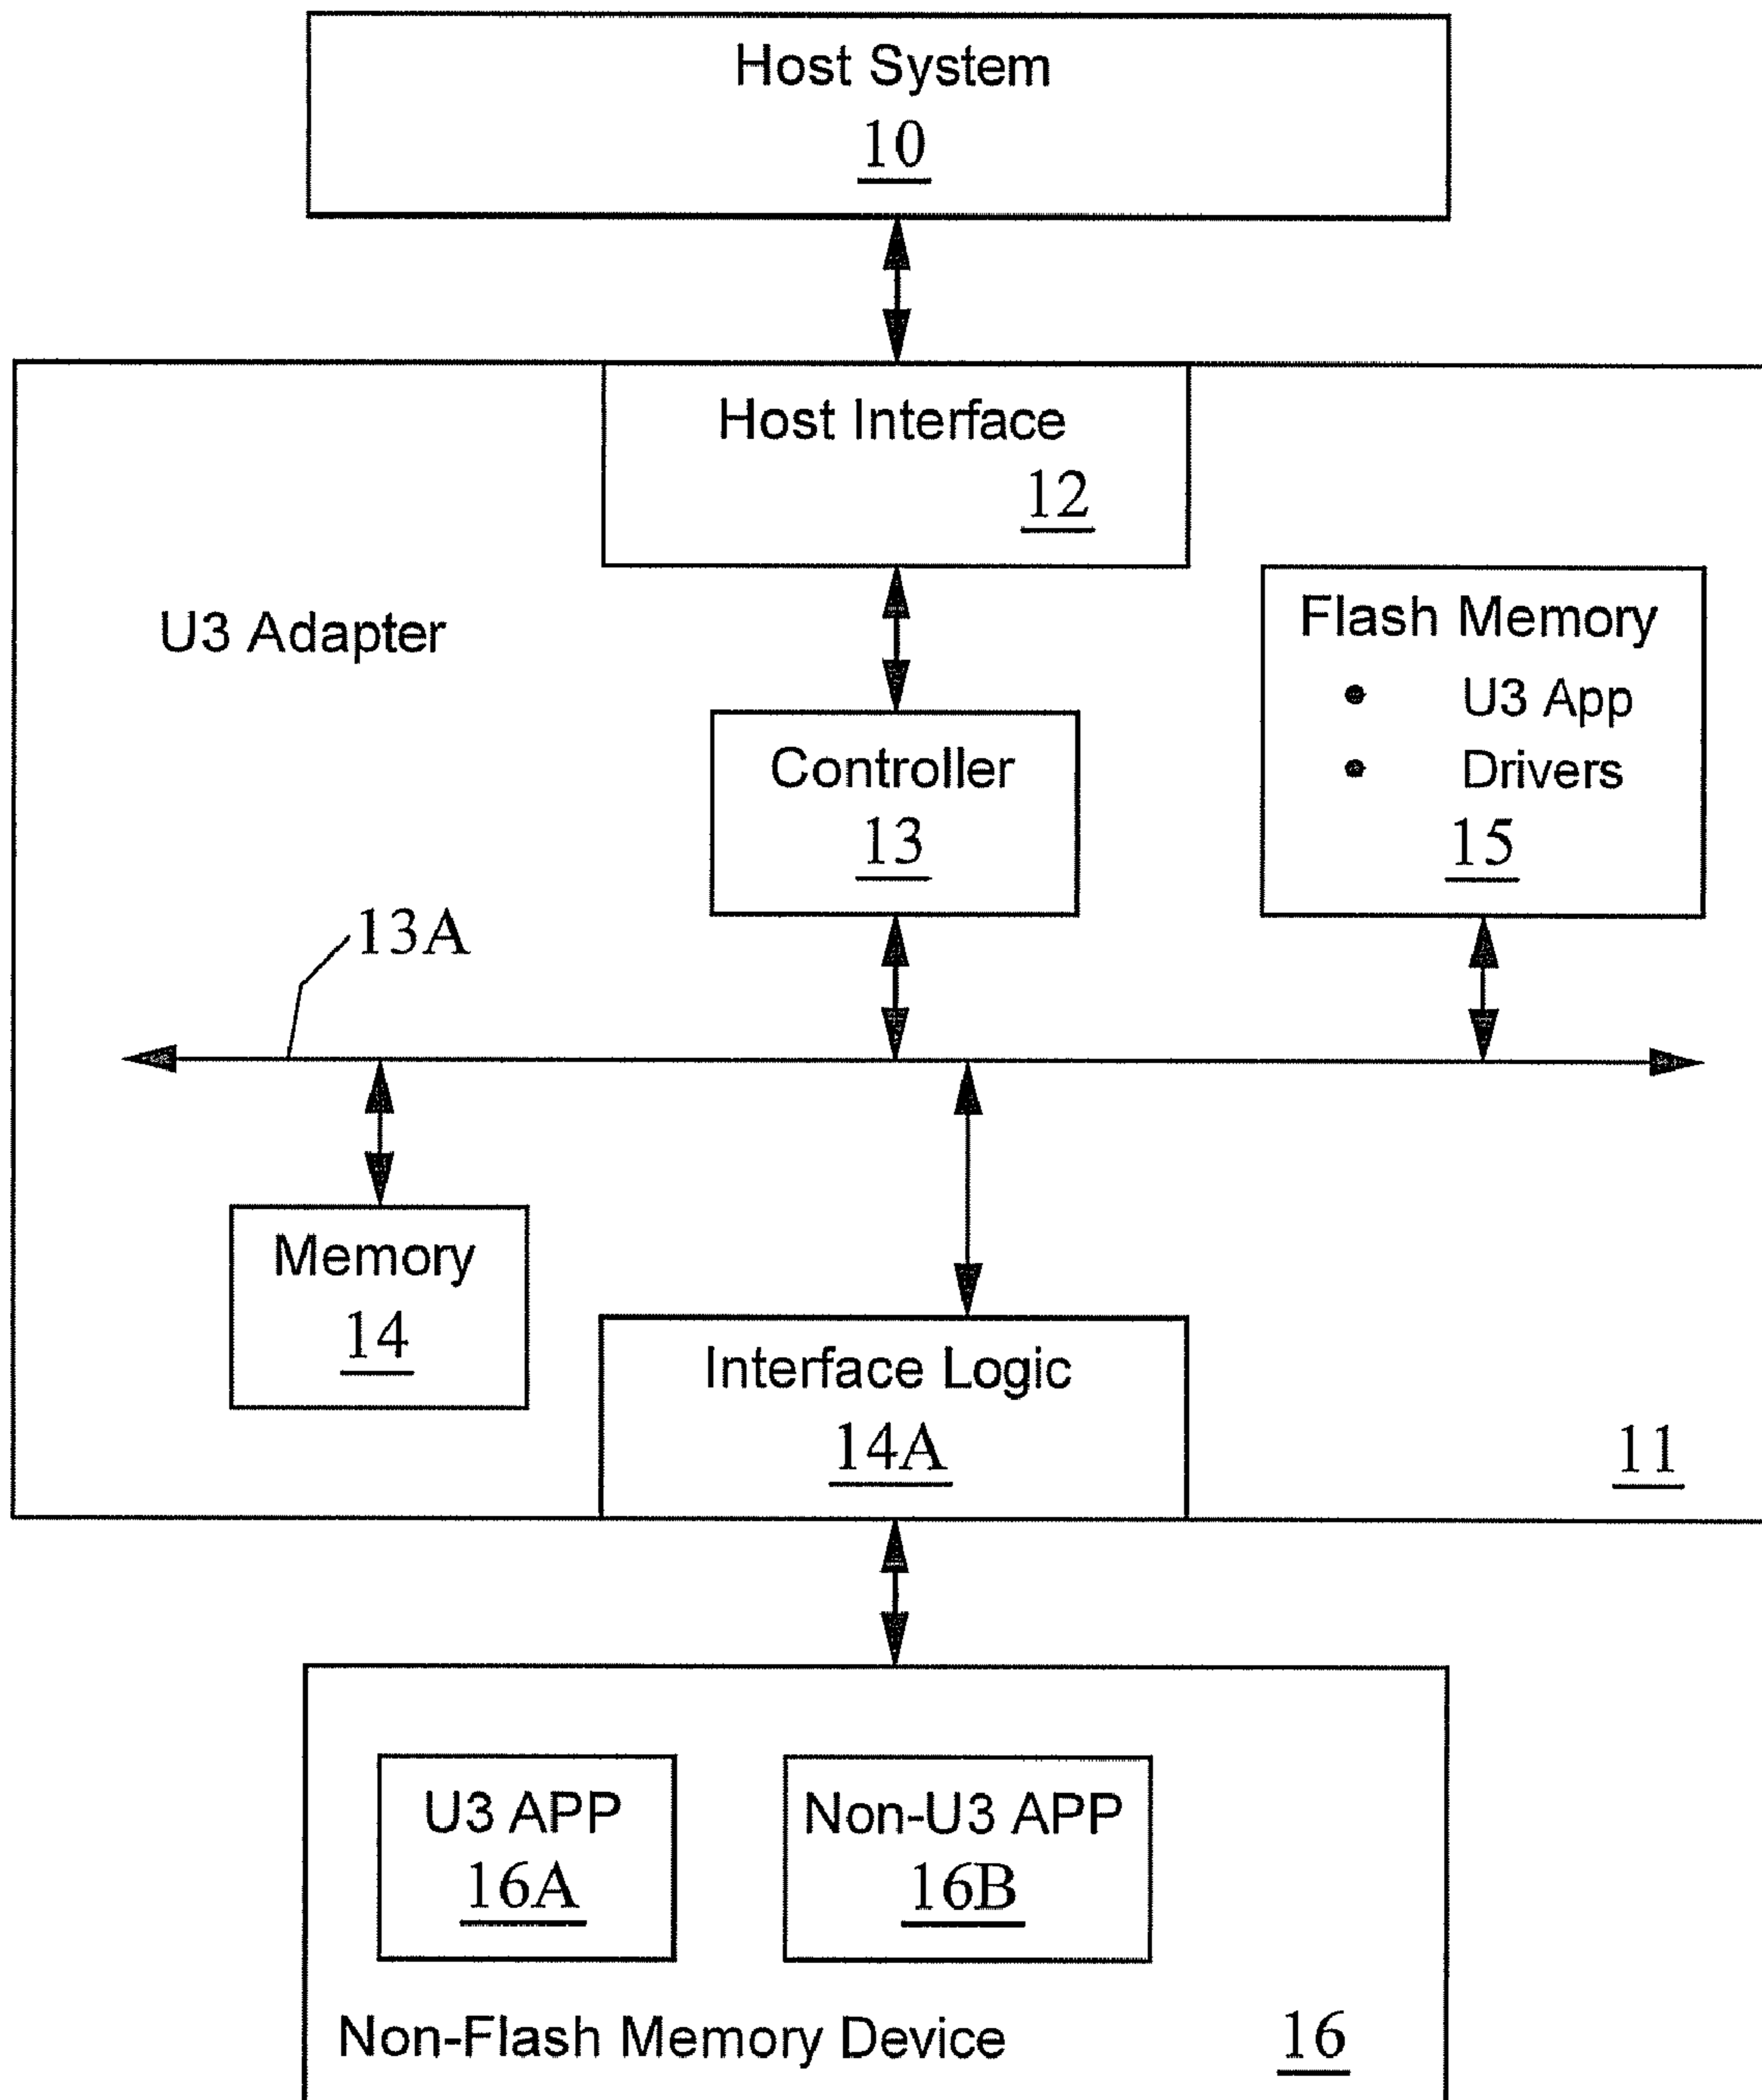 Host System
10
Host Interface
12
U3 Adapter
Flash Memory
• U3 App
• Drivers
15
Controller
13
13A
Memory
14
Interface Logic
14A
11
U3 APP
16A
Non-U3 APP
16B
Non-Flash Memory Device
16